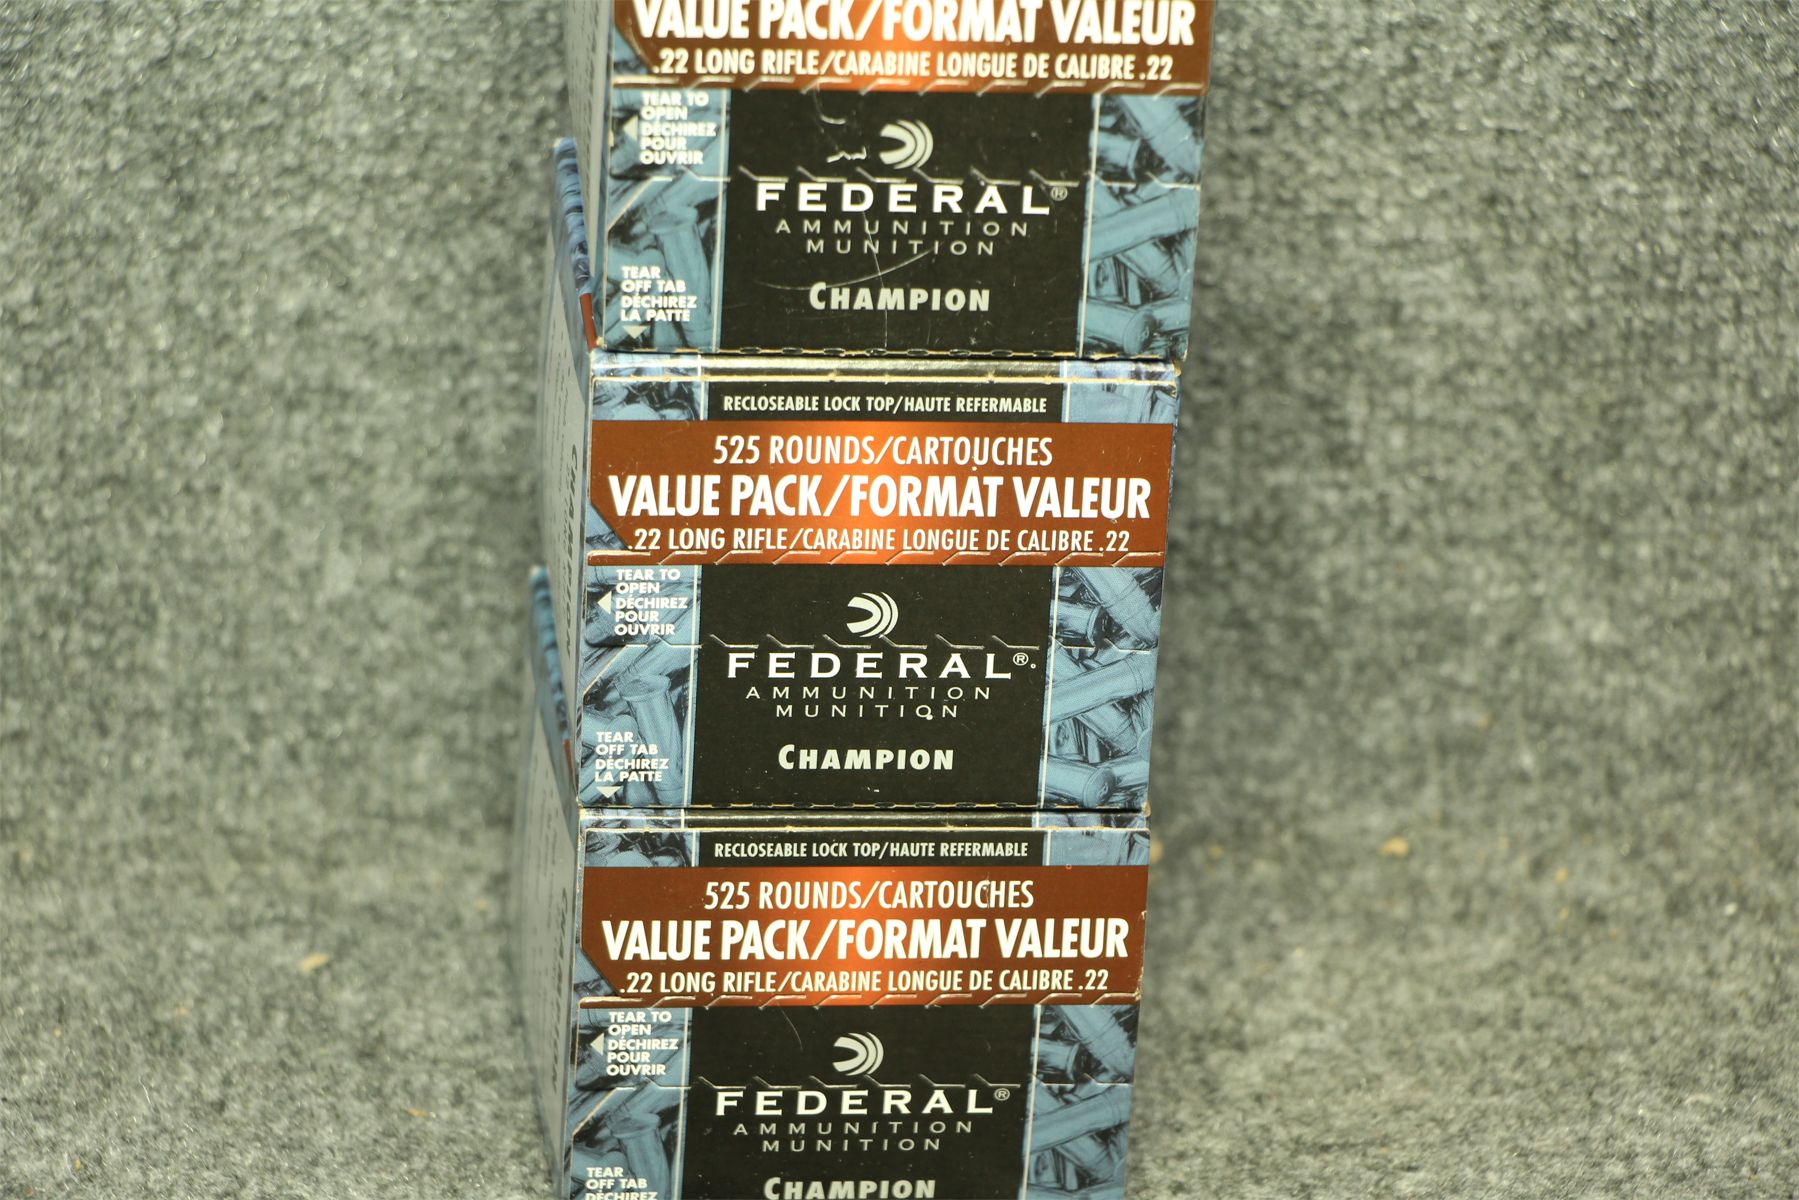 VALUE PACK/FORMAT VALEUR
.22 LONG RIFLE/CARABINE LONGUE DE CALIBRE .22
TEAR TO
OPEN
DÉCHIREZ
POUR
OUVRIR
FEDERAL®
AMMUNITION
MUNITION
CHAMPION
TEAR
OFF TAB
DÉCHIREZ
LA PATTE
RECLOSEABLE LOCK TOP/HAUTE REFERMABLE
525 ROUNDS/CARTOUCHES
VALUE PACK/FORMAT VALEUR
.22 LONG RIFLE/CARABINE LONGUE DE CALIBRE .22
TEAR TO
OPEN
DÉCHIREZ
POUR
OUVRIR
FEDERAL®
AMMUNITION
MUNITION
CHAMPION
TEAR
OFF TAB
DÉCHIREZ
LA PATTE
CHAMPION
RECLOSEABLE LOCK TOP/HAUTE REFERMABLE
525 ROUNDS/CARTOUCHES
VALUE PACK/FORMAT VALEUR
.22 LONG RIFLE/CARABINE LONGUE DE CALIBRE .22
TEAR TO
OPEN
DÉCHIREZ
POUR
OUVRIR
FEDERAL®
AMMUNITION
MUNITION
CHAMPION
TEAR
OFF TAB
DÉCHIREZ
CHAMPION